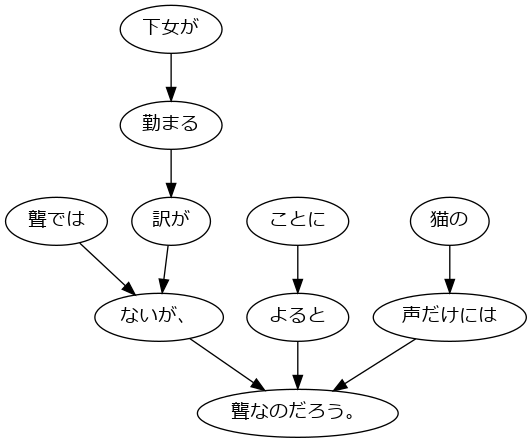 下女が
勤まる
聾では
訳が
ことに
猫の
ないが、
よると
声だけには
聾なのだろう。